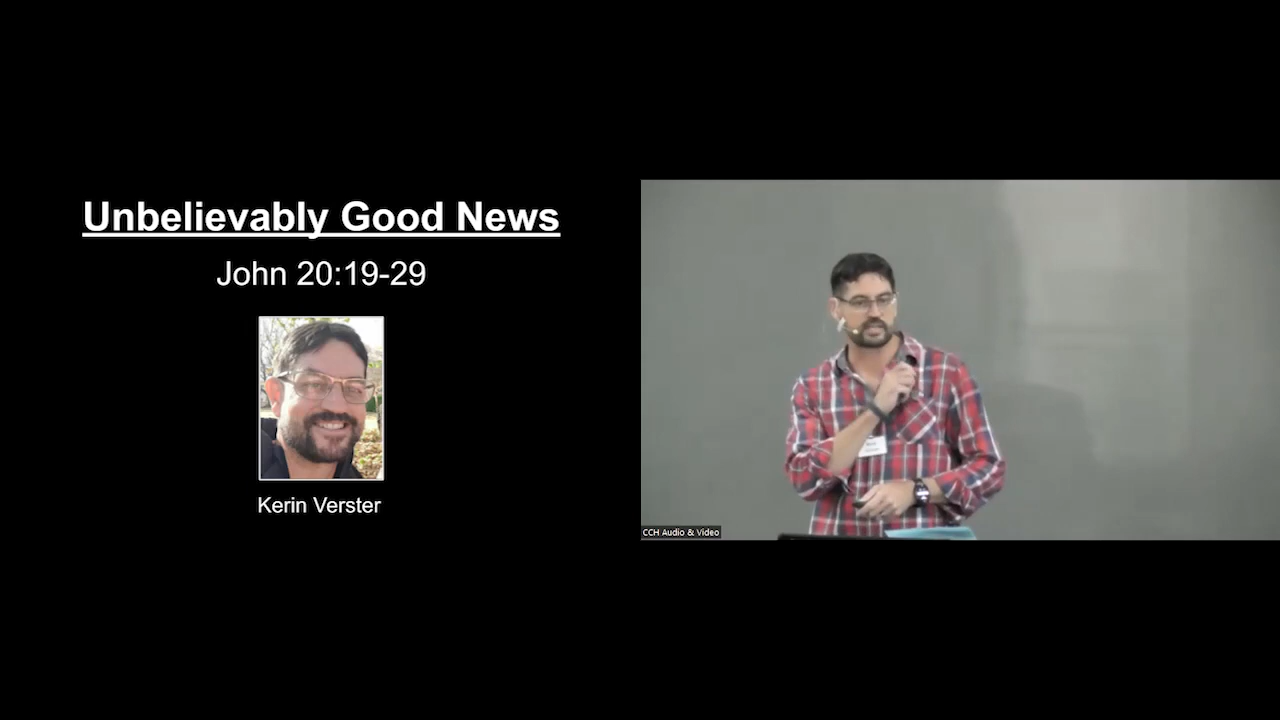 Unbelievably Good News
John 20:19-29
Kerin Verster
CCH Audio & Video